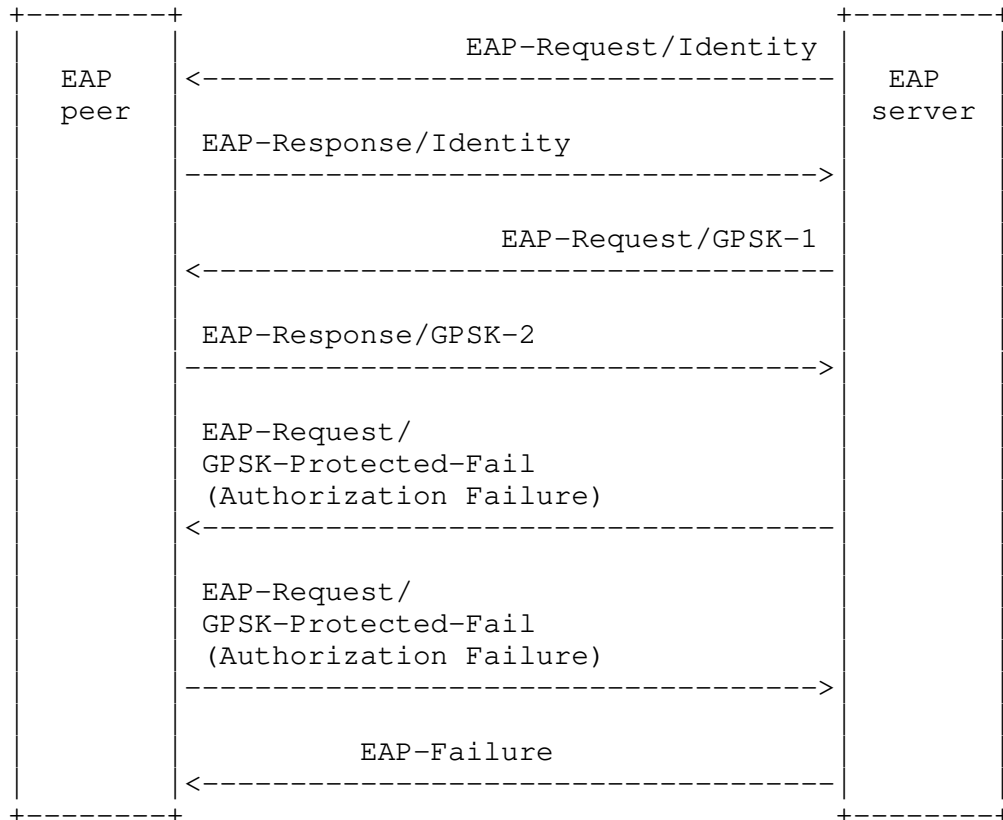 EAP-Request/Identity
EAP peer
EAP server
EAP-Response/Identity
EAP-Request/GPSK-1
EAP-Response/GPSK-2
EAP-Request/
GPSK-Protected-Fail
(Authorization Failure)
EAP-Request/
GPSK-Protected-Fail
(Authorization Failure)
EAP-Failure